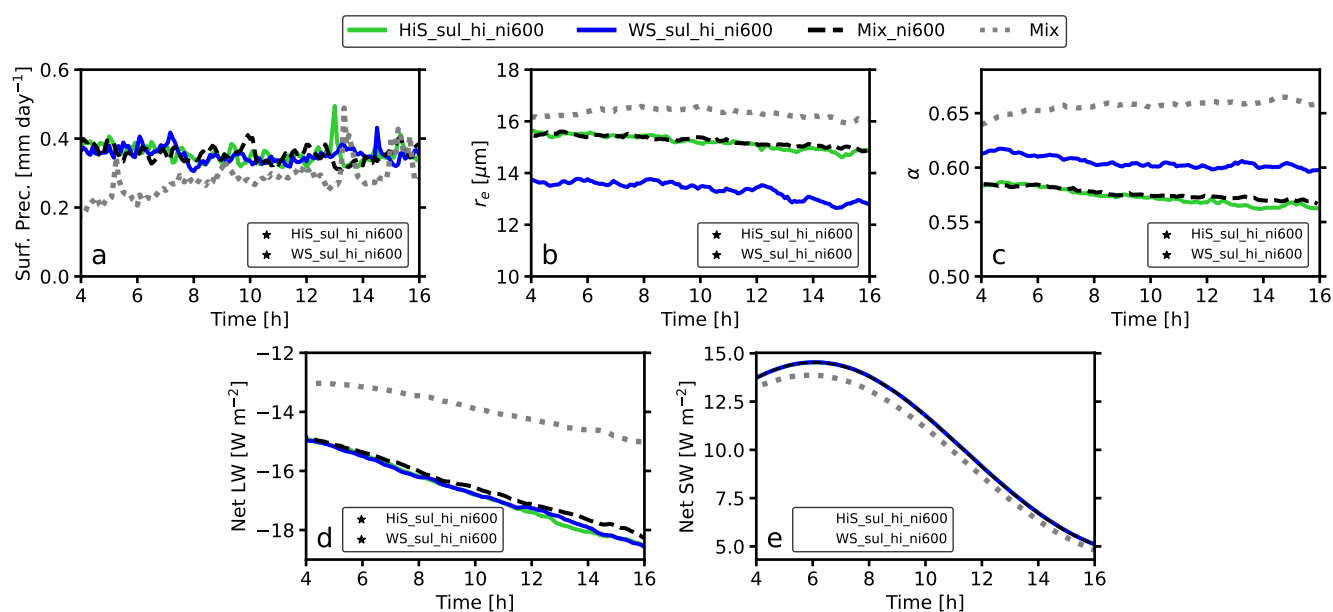 HiS_sul_hi_ni600 WS_sul_hi_ni600 Mix_ni600 Mix
Surf. Prec. [mm day−1]
0.6
0.4
0.2
0.0
a
★ HiS_sul_hi_ni600
★ WS_sul_hi_ni600
4 6 8 10 12 14 16
Time [h]
re [μm]
18
16
14
12
10
b
★ HiS_sul_hi_ni600
★ WS_sul_hi_ni600
4 6 8 10 12 14 16
Time [h]
α
0.65
0.60
0.55
0.50
c
★ HiS_sul_hi_ni600
★ WS_sul_hi_ni600
4 6 8 10 12 14 16
Time [h]
Net LW [W m−2]
−12
−14
−16
−18
d
★ HiS_sul_hi_ni600
★ WS_sul_hi_ni600
4 6 8 10 12 14 16
Time [h]
Net SW [W m−2]
15.0
12.5
10.0
7.5
5.0
e
HiS_sul_hi_ni600
WS_sul_hi_ni600
4 6 8 10 12 14 16
Time [h]